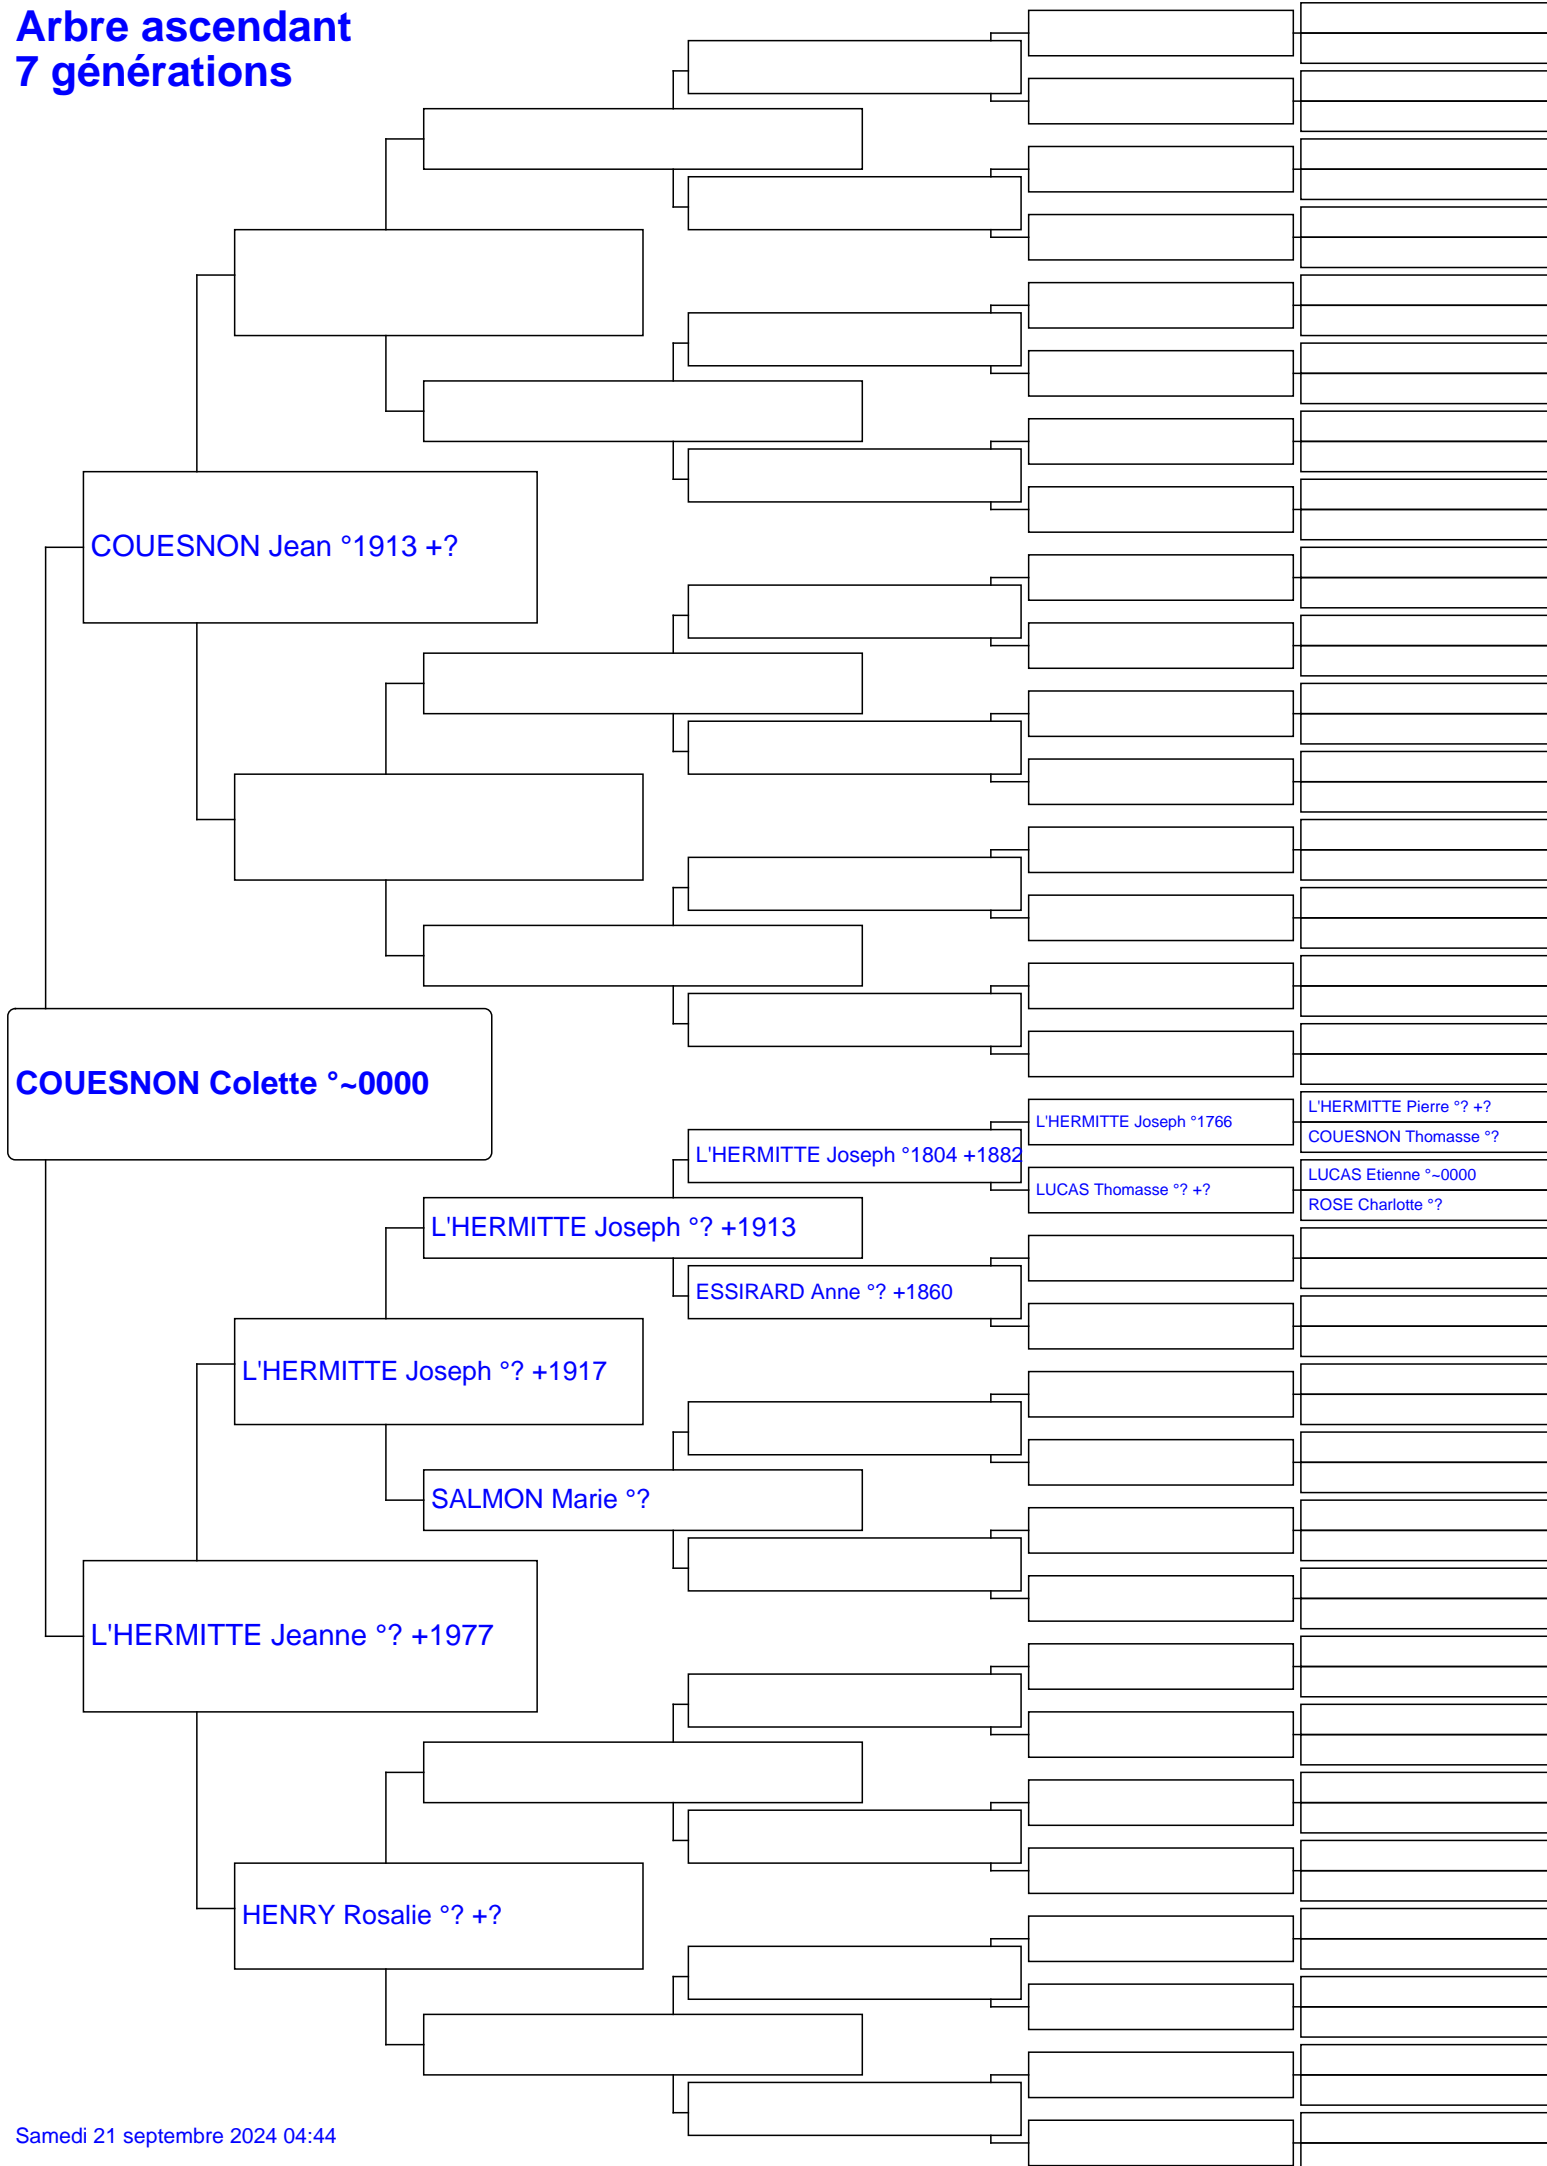 Arbre ascendant
7 générations
COUESNON Jean °1913 +?
COUESNON Colette °~0000
L'HERMITTE Pierre °? +?
L'HERMITTE Joseph °1766
COUESNON Thomasse °?
L'HERMITTE Joseph °1804 +1882
LUCAS Etienne °~0000
LUCAS Thomasse °? +?
ROSE Charlotte °?
L'HERMITTE Joseph °? +1913
ESSIRARD Anne °? +1860
L'HERMITTE Joseph °? +1917
SALMON Marie °?
L'HERMITTE Jeanne °? +1977
HENRY Rosalie °? +?
Samedi 21 septembre 2024 04:44